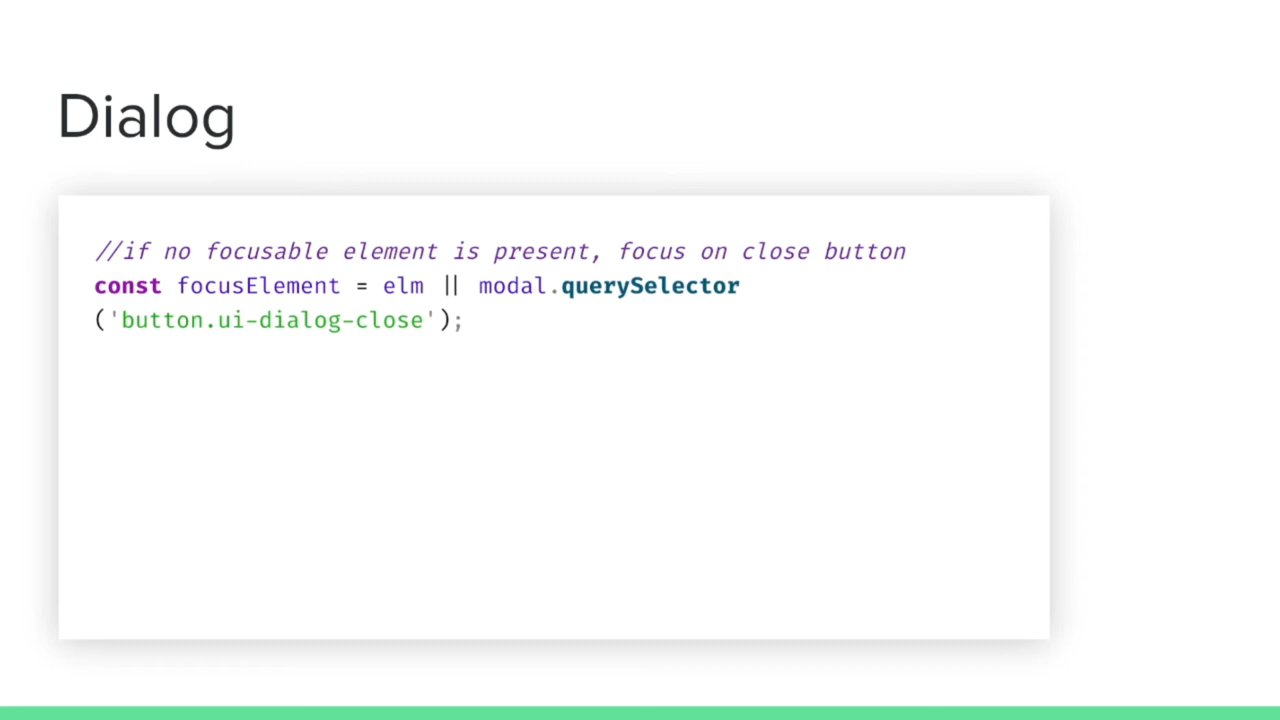 Dialog
//if no focusable element is present, focus on close button
const focusElement = elm || modal.querySelector
('button.ui-dialog-close');